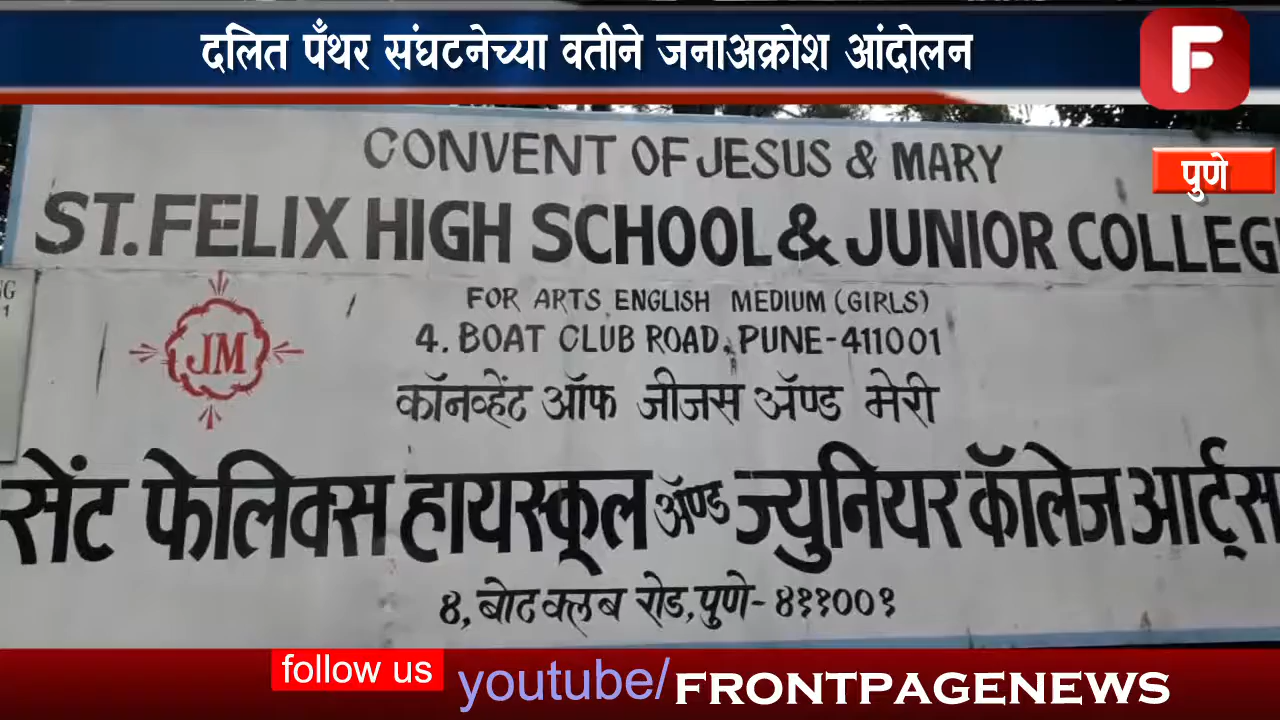 दलित पँथर संघटनेच्या वतीने जनाअक्रोश आंदोलन
F
पुणे
CONVENT OF JESUS & MARY
ST. FELIX HIGH SCHOOL & JUNIOR COLLEG
FOR ARTS ENGLISH MEDIUM (GIRLS)
4. BOAT CLUB ROAD, PUNE-411001
JM
कॉनव्हेंट ऑफ जीजस ॲण्ड मेरी
सेंट फेलिक्स हायस्कूल ॲण्ड ज्युनियर कॉलेज आर्ट्स
४, बोट क्लब रोड, पुणे- ४११००१
follow us youtube/FRONTPAGENEWS